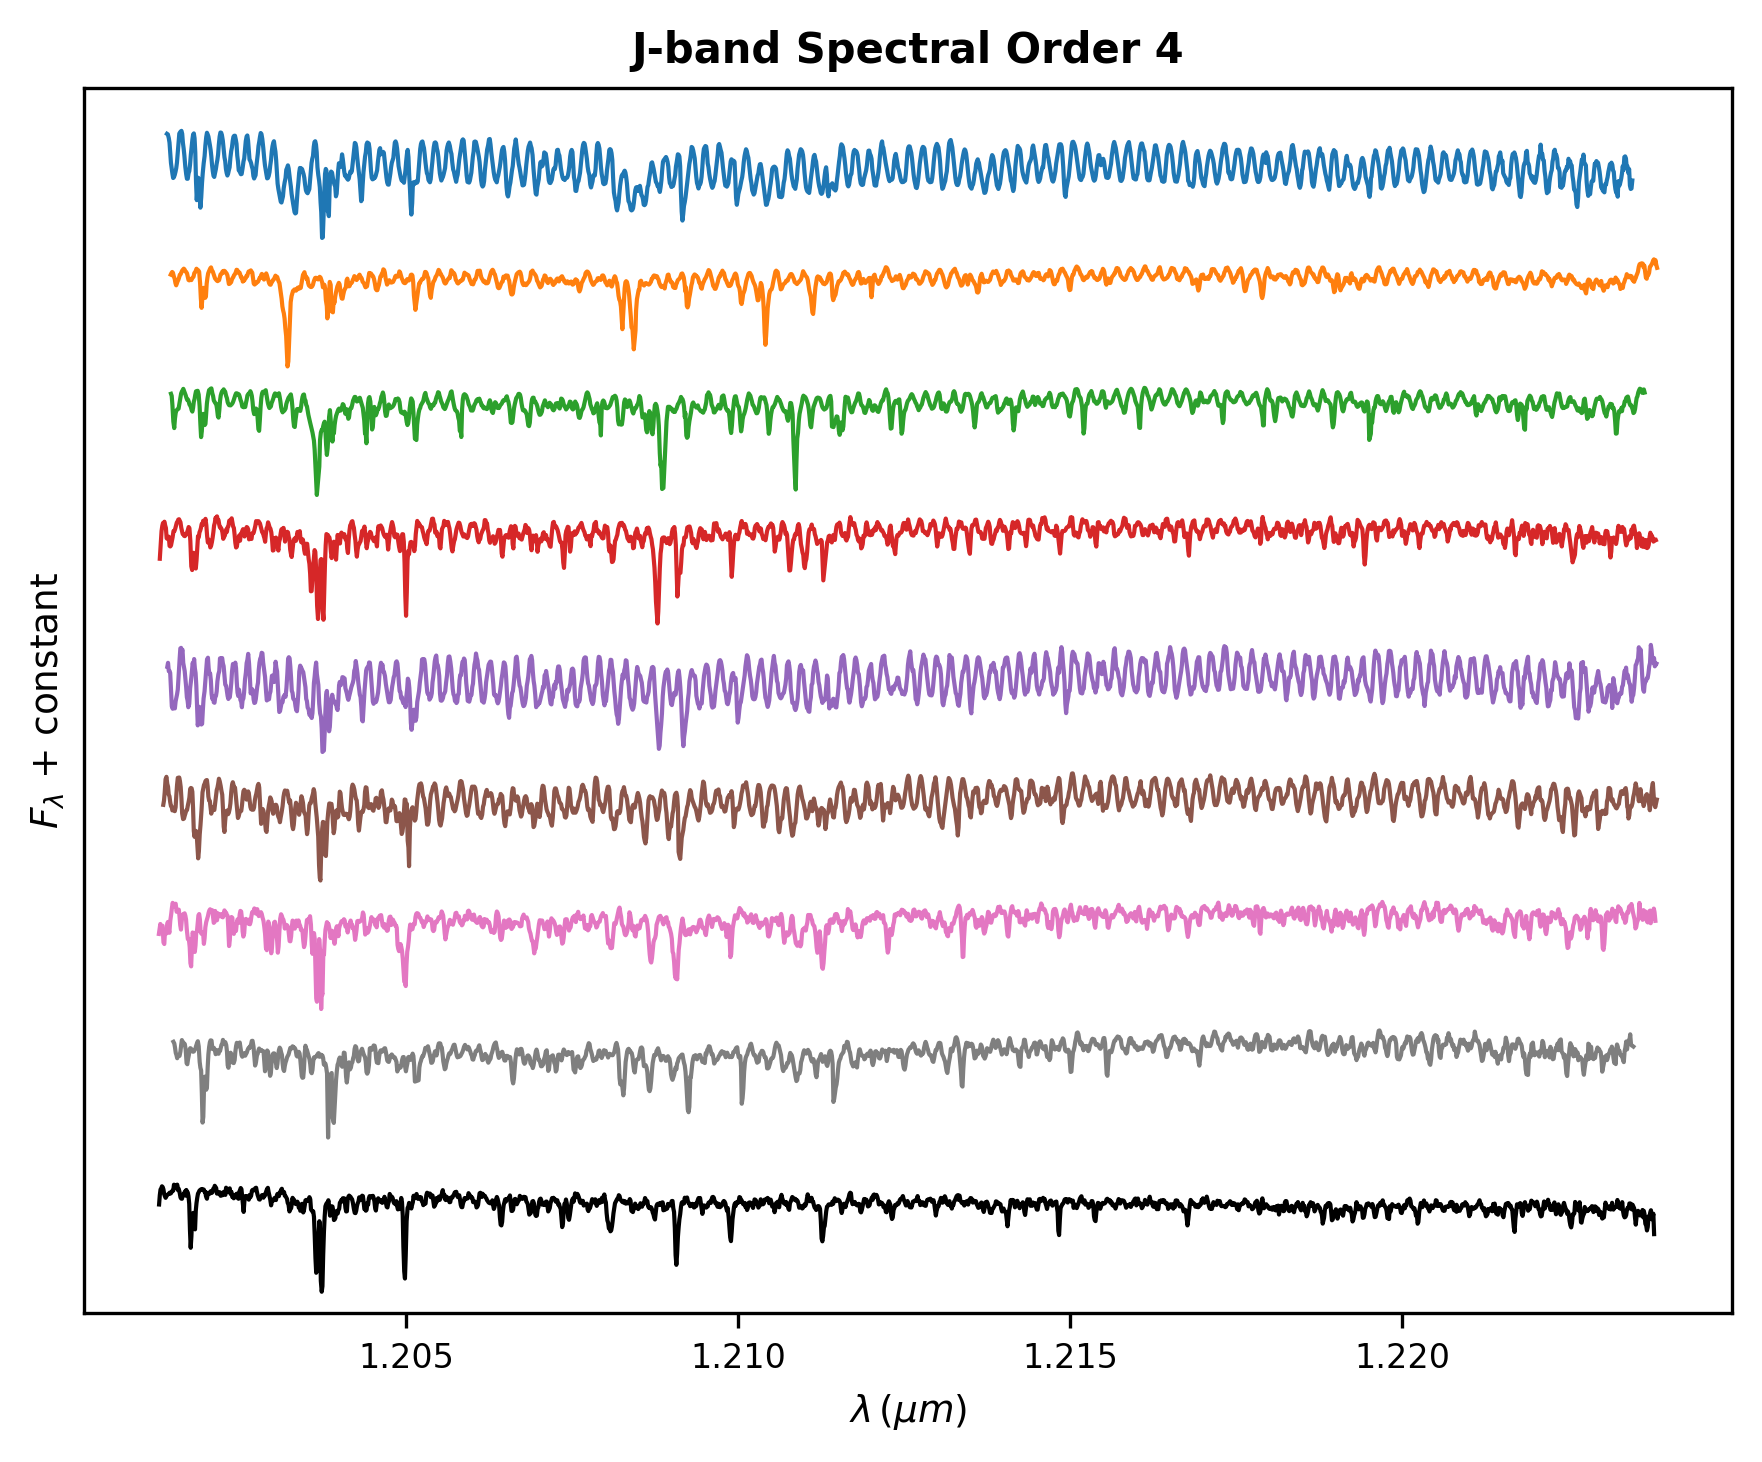 J-band Spectral Order 4
F_λ + constant
1.205 1.210 1.215 1.220
λ (μm)